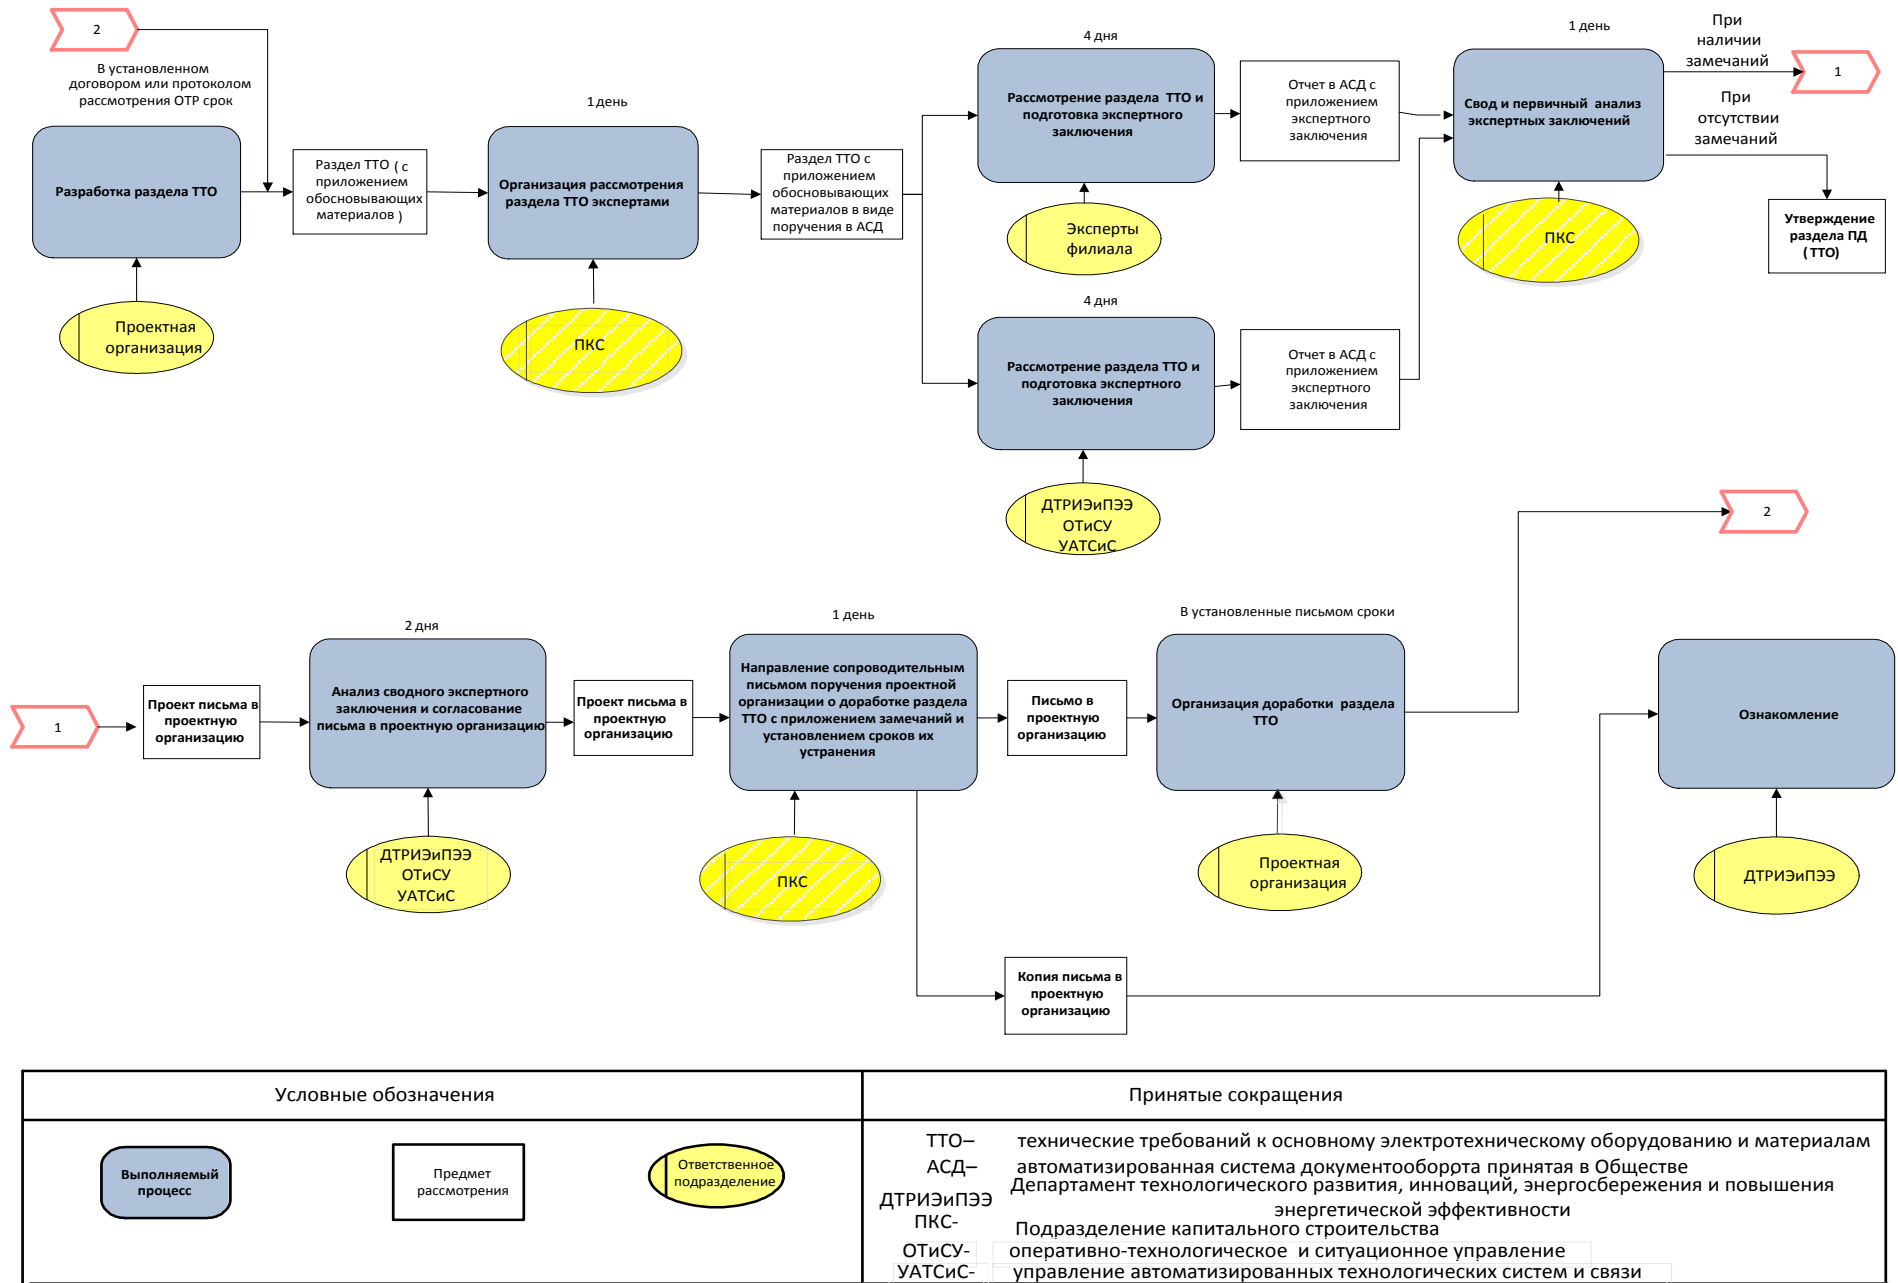 2
В установленном
договором или протоколом
рассмотрения ОТР срок
Разработка раздела ТТО
Проектная
организация
Раздел ТТО ( с
приложением
обосновывающих
материалов )
1 день
Организация рассмотрения
раздела ТТО экспертами
ПКС
Раздел ТТО с
приложением
обосновывающих
материалов в виде
поручения в АСД
4 дня
Рассмотрение раздела ТТО и
подготовка экспертного
заключения
Эксперты
филиала
Отчет в АСД с
приложением
экспертного
заключения
4 дня
Рассмотрение раздела ТТО и
подготовка экспертного
заключения
ДТРИЭиПЭЭ
ОТиСУ
УАТСиС
Отчет в АСД с
приложением
экспертного
заключения
1 день
Свод и первичный анализ
экспертных заключений
ПКС
При
наличии
замечаний
1
При
отсутствии
замечаний
Утверждение
раздела ПД
( ТТО)
2
1
Проект письма в
проектную
организацию
2 дня
Анализ сводного экспертного
заключения и согласование
письма в проектную организацию
ДТРИЭиПЭЭ
ОТиСУ
УАТСиС
Проект письма в
проектную
организацию
1 день
Направление сопроводительным
письмом поручения проектной
организации о доработке раздела
ТТО с приложением замечаний и
установлением сроков их
устранения
ПКС
Письмо в
проектную
организацию
В установленные письмом сроки
Организация доработки раздела
ТТО
Проектная
организация
Ознакомление
ДТРИЭиПЭЭ
Копия письма в
проектную
организацию
Условные обозначения
Выполняемый
процесс
Предмет
рассмотрения
Ответственное
подразделение
Принятые сокращения
ТТО– технические требований к основному электротехническому оборудованию и материалам
АСД– автоматизированная система документооборота принятая в Обществе
ДТРИЭиПЭЭ Департамент технологического развития, инноваций, энергосбережения и повышения
энергетической эффективности
ПКС- Подразделение капитального строительства
ОТиСУ- оперативно-технологическое и ситуационное управление
УАТСиС- управление автоматизированных технологических систем и связи